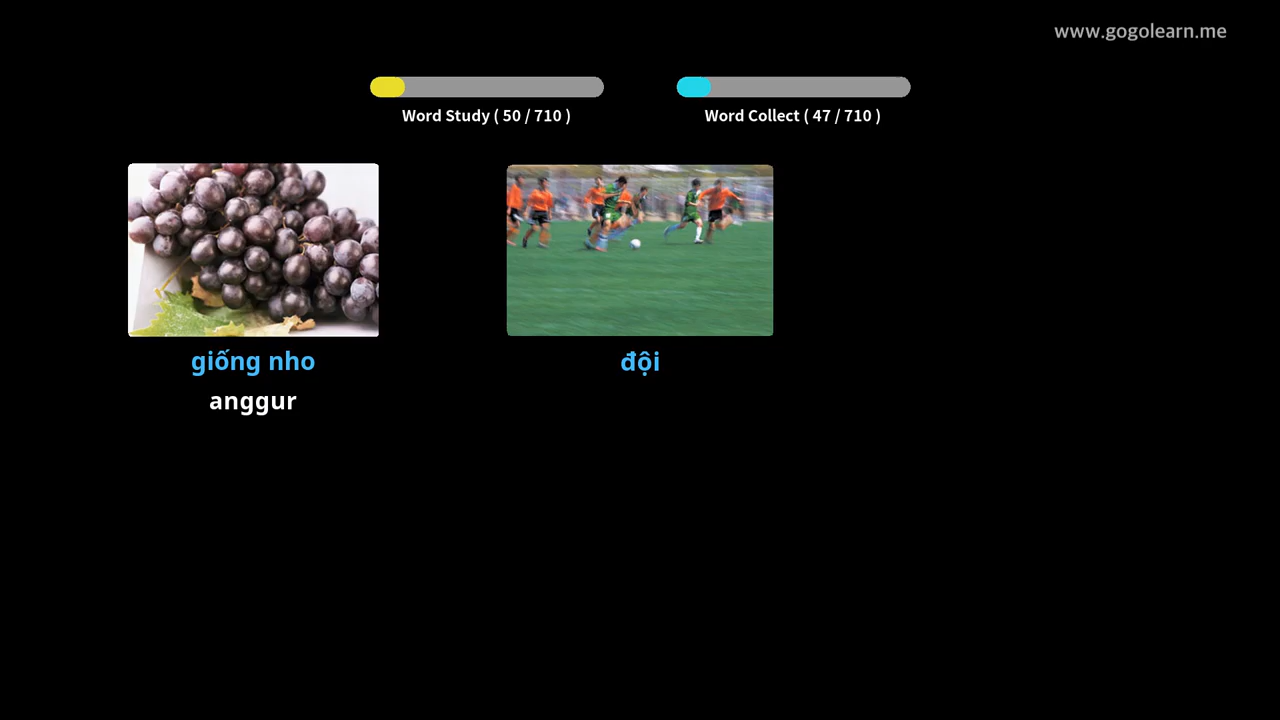 www.gogolearn.me
Word Study ( 50 / 710 )
Word Collect ( 47 / 710 )
giống nho
đội
anggur